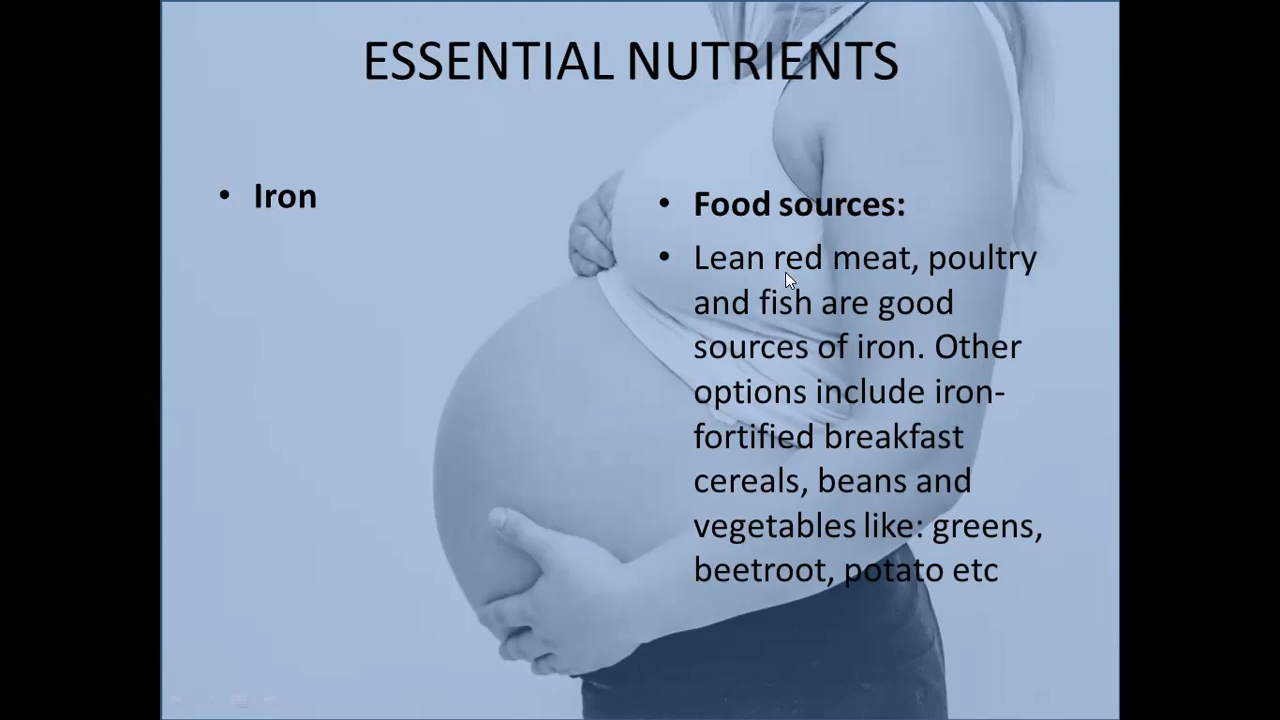 ESSENTIAL NUTRIENTS
• Iron
• Food sources:
• Lean red meat, poultry
and fish are good
sources of iron. Other
options include iron-
fortified breakfast
cereals, beans and
vegetables like: greens,
beetroot, potato etc